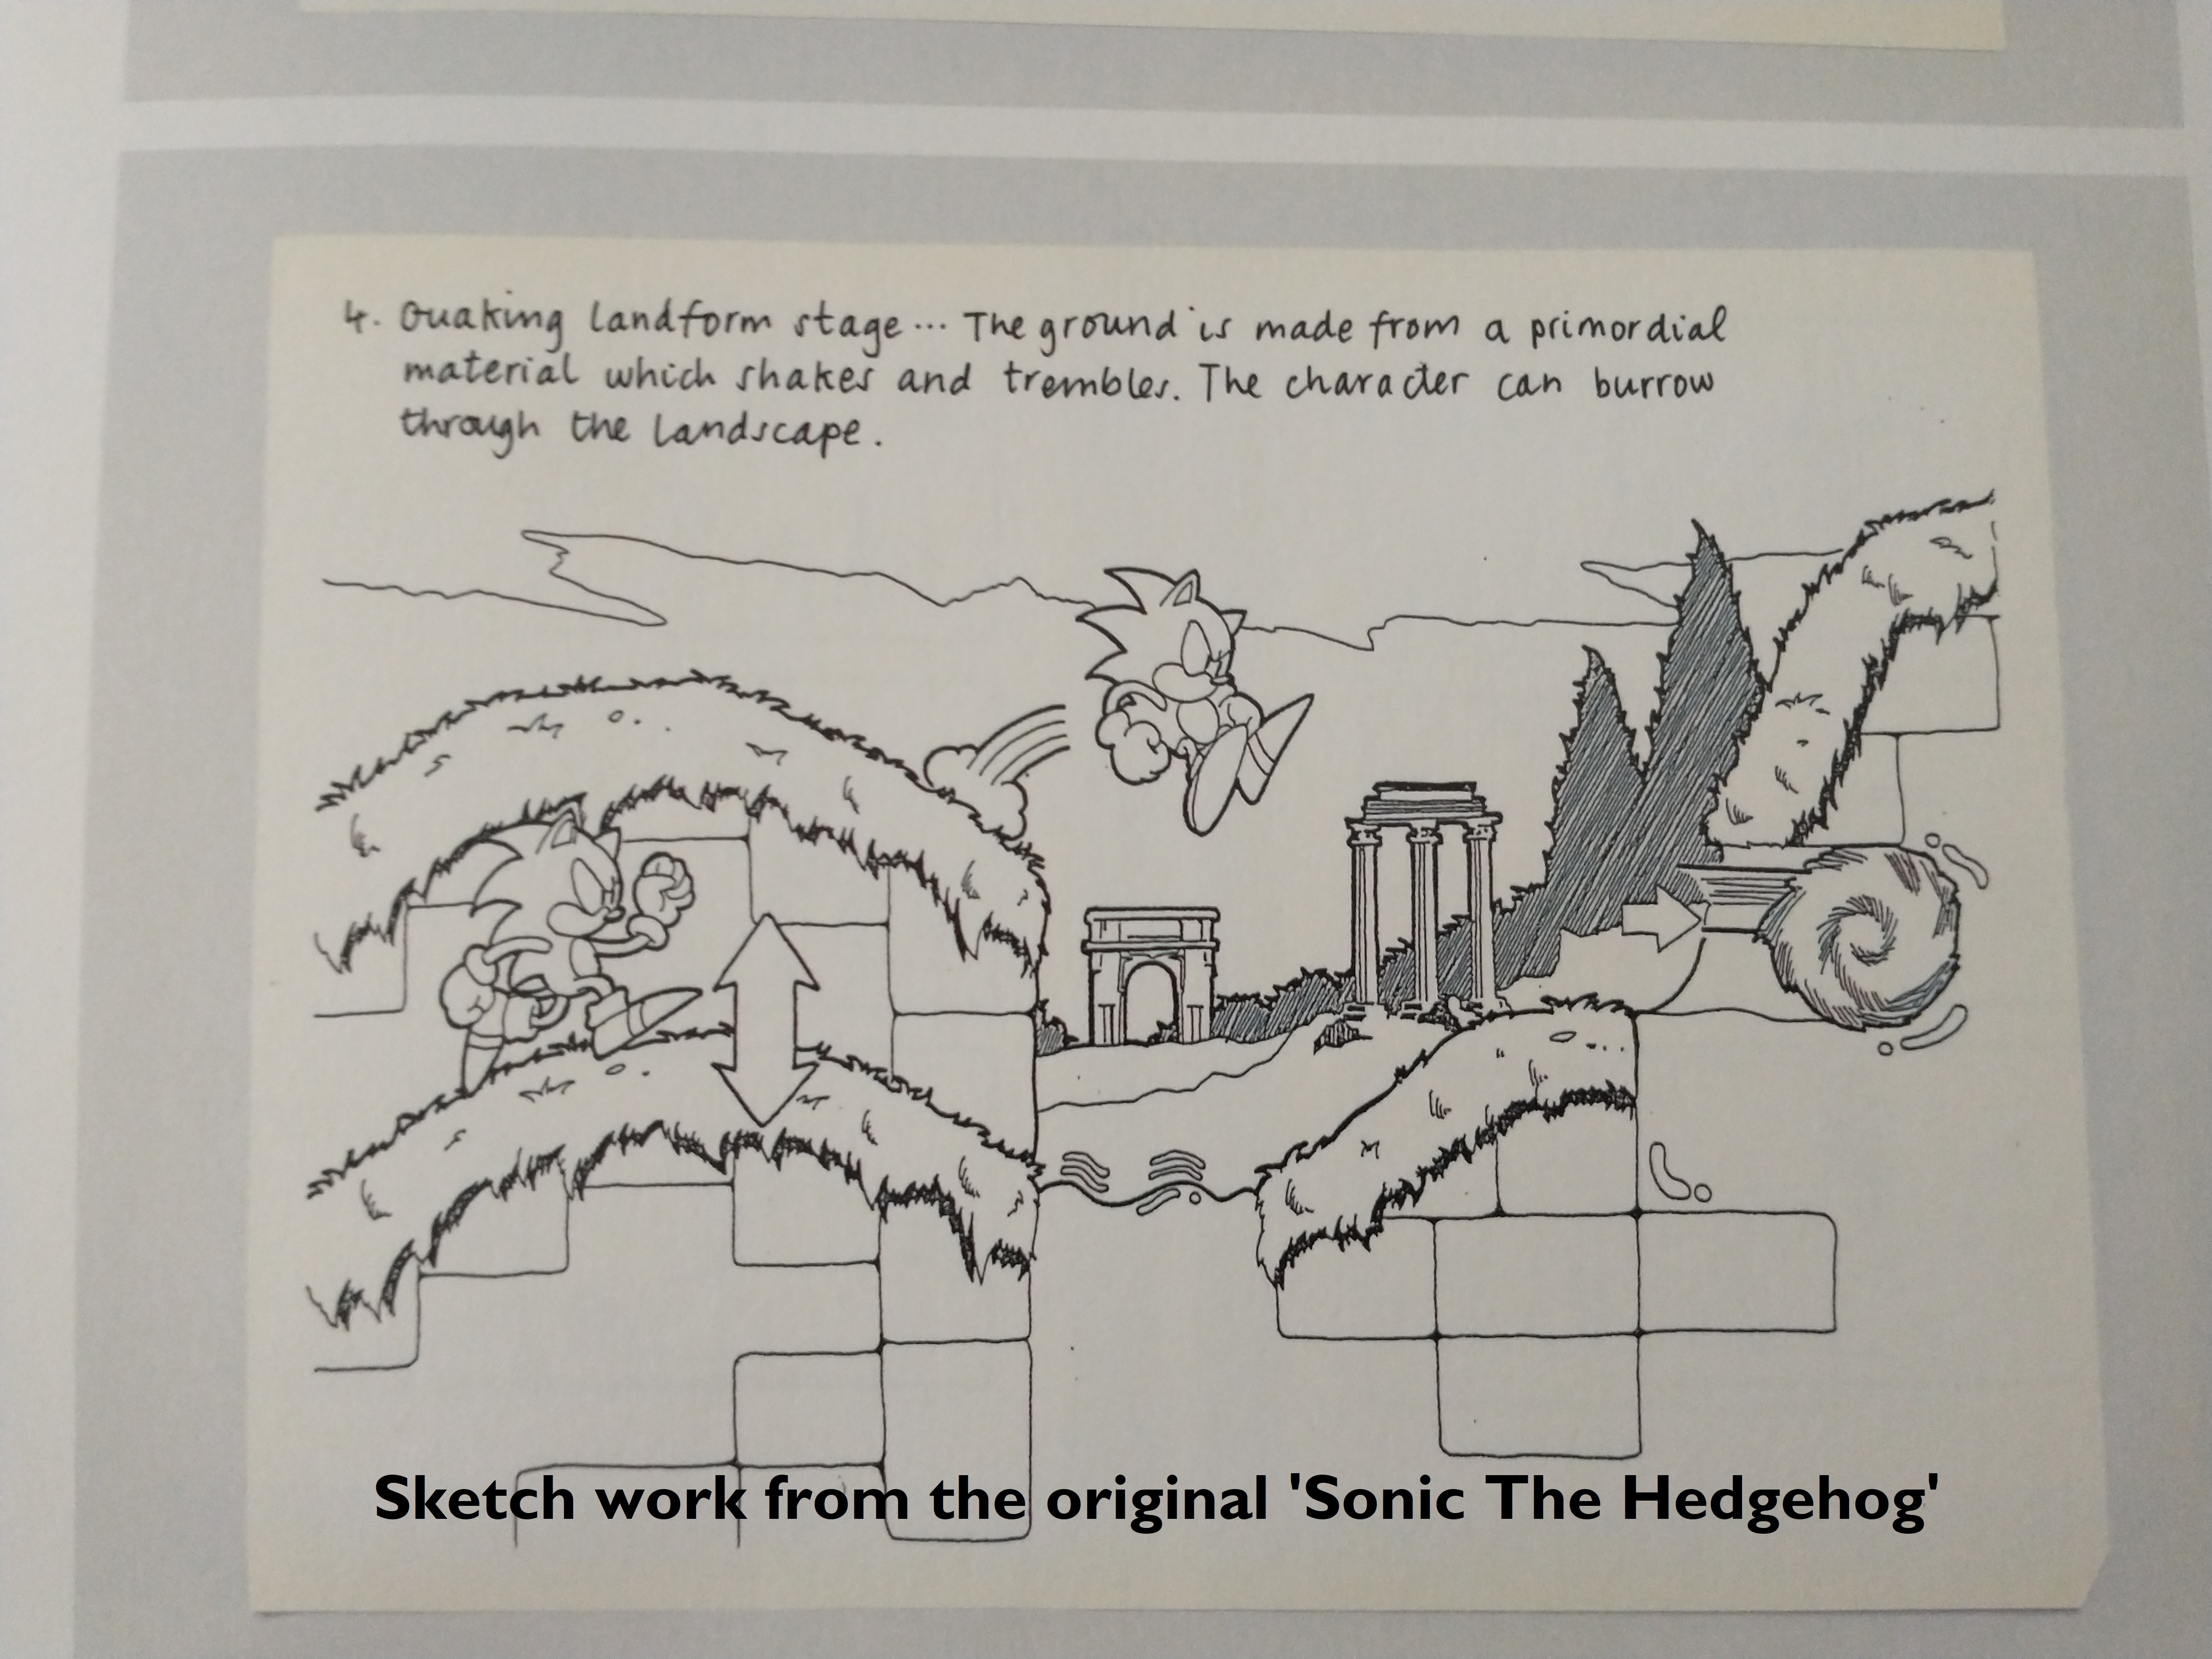 4. Quaking landform stage... The ground is made from a primordial
material which shakes and trembles. The character can burrow
through the landscape.
Sketch work from the original 'Sonic The Hedgehog'